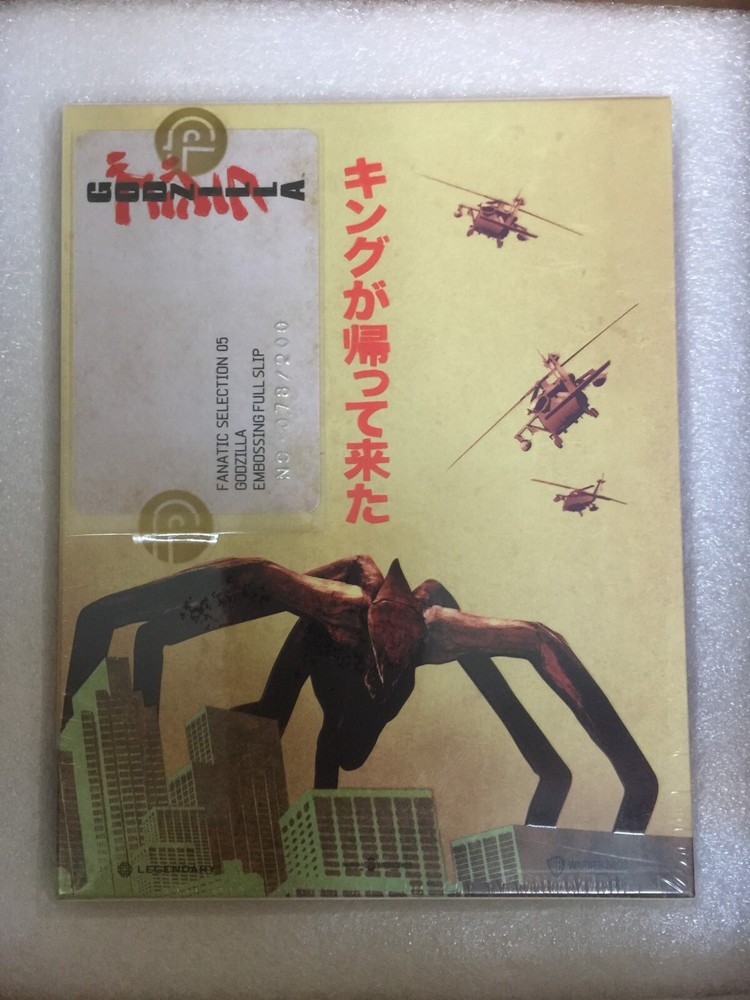 ゴジラ
GODZILLA
キングが帰って来た
FANATIC SELECTION 05
GODZILLA
EMBOSSING FULL SLIP
NO. 078/200
LEGENDARY